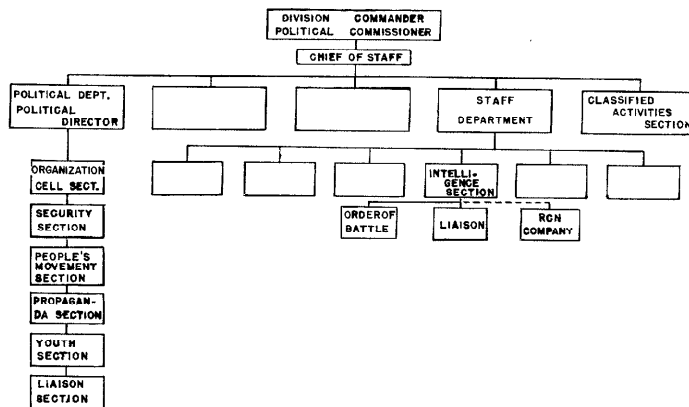 DIVISION COMMANDER
POLITICAL COMMISSIONER
CHIEF OF STAFF
POLITICAL DEPT.
POLITICAL
DIRECTOR
STAFF
DEPARTMENT
CLASSIFIED
ACTIVITIES
SECTION
ORGANIZATION
CELL SECT.
INTELLI-
GENCE
SECTION
SECURITY
SECTION
ORDER OF
BATTLE
LIAISON
RCN
COMPANY
PEOPLE'S
MOVEMENT
SECTION
PROPAGAN-
DA SECTION
YOUTH
SECTION
LIAISON
SECTION